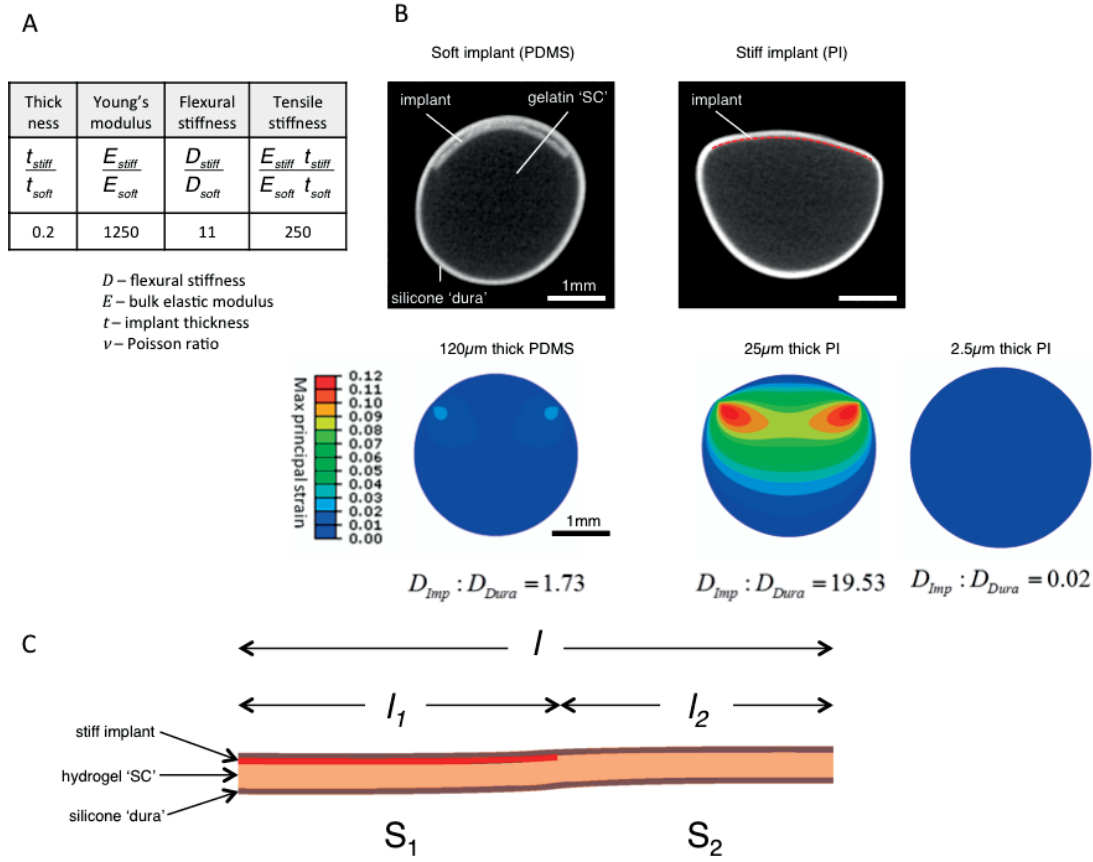 A
Thick
ness
Young's
modulus
Flexural
stiffness
Tensile
stiffness
t_stiff
t_soft
E_stiff
E_soft
D_stiff
D_soft
E_stiff t_stiff
E_soft t_soft
0.2
1250
11
250
D – flexural stiffness
E – bulk elastic modulus
t – implant thickness
ν – Poisson ratio
B
Soft implant (PDMS)
Stiff implant (PI)
implant
gelatin 'SC'
silicone 'dura'
1mm
implant
120µm thick PDMS
25µm thick PI
2.5µm thick PI
Max principal strain
0.12
0.11
0.10
0.09
0.08
0.07
0.06
0.05
0.04
0.03
0.02
0.01
0.00
1mm
D_Imp : D_Dura = 1.73
D_Imp : D_Dura = 19.53
D_Imp : D_Dura = 0.02
C
l
l_1
l_2
stiff implant
hydrogel 'SC'
silicone 'dura'
S_1
S_2